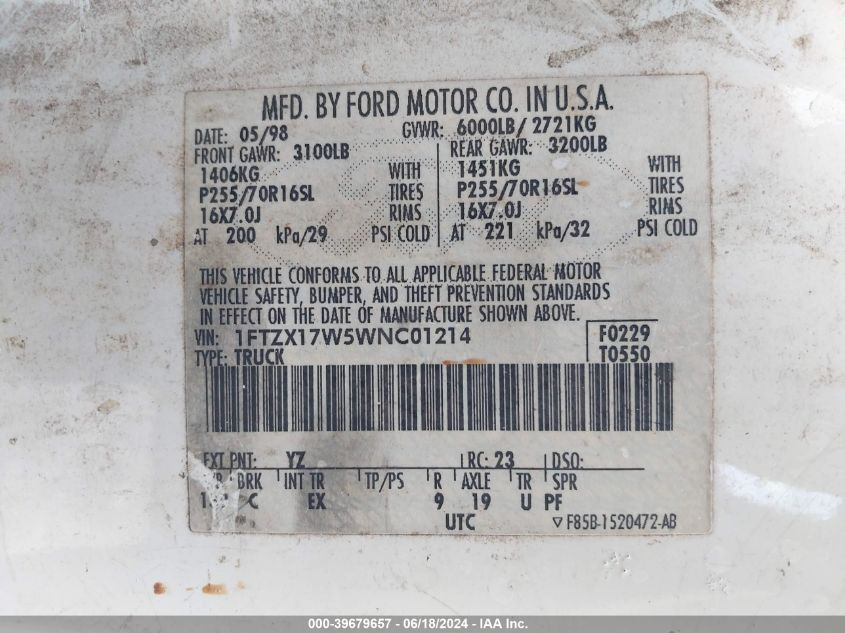 MFD. BY FORD MOTOR CO. IN U.S.A.
DATE: 05/98 GVWR: 6000LB/ 2721KG
FRONT GAWR: 3100LB REAR GAWR: 3200LB
1406KG WITH 1451KG WITH
P255/70R16SL TIRES P255/70R16SL TIRES
16X7.0J RIMS 16X7.0J RIMS
AT 200 kPa/29 PSI COLD AT 221 kPa/32 PSI COLD
THIS VEHICLE CONFORMS TO ALL APPLICABLE FEDERAL MOTOR
VEHICLE SAFETY, BUMPER, AND THEFT PREVENTION STANDARDS
IN EFFECT ON THE DATE OF MANUFACTURE SHOWN ABOVE.
VIN: 1FTZX17W5WNC01214 F0229
TYPE: TRUCK T0550
EXT PNT: YZ RC: 23 DSO:
BRK INT TR TP/PS R AXLE TR SPR
C EX 9 19 U PF
UTC ▽F85B-1520472-AB
000-39679657 - 06/18/2024 - IAA Inc.